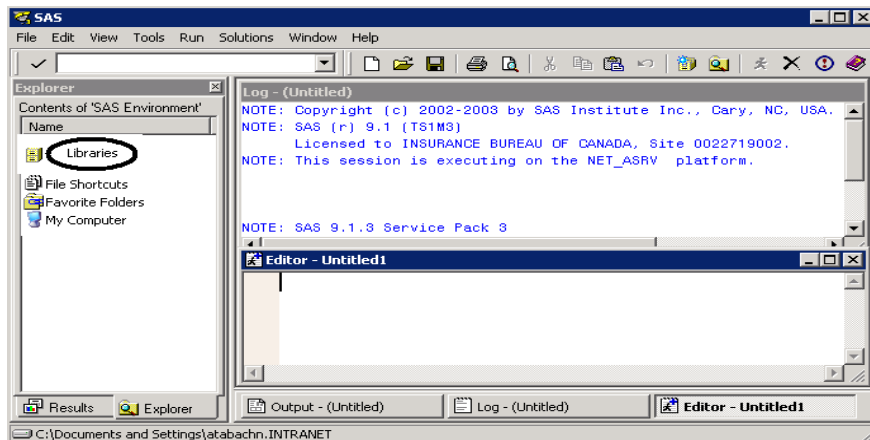 SAS
File Edit View Tools Run Solutions Window Help
Explorer
Contents of 'SAS Environment'
Name
Libraries
File Shortcuts
Favorite Folders
My Computer
Log - (Untitled)
NOTE: Copyright (c) 2002-2003 by SAS Institute Inc., Cary, NC, USA.
NOTE: SAS (r) 9.1 (TS1M3)
Licensed to INSURANCE BUREAU OF CANADA, Site 0022719002.
NOTE: This session is executing on the NET_ASRV platform.
NOTE: SAS 9.1.3 Service Pack 3
Editor - Untitled1
Results Explorer
Output - (Untitled) Log - (Untitled) Editor - Untitled1
C:\Documents and Settings\atabachn.INTRANET